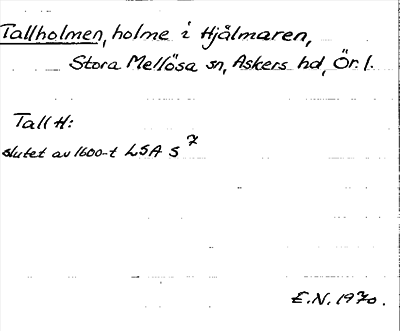 Tallholmen, holme i Hjälmaren,
Stora Mellösa sn, Askers hd, Ör. l.
Tall H:
slutet av 1600-t LSA S 7
E.N. 1970.